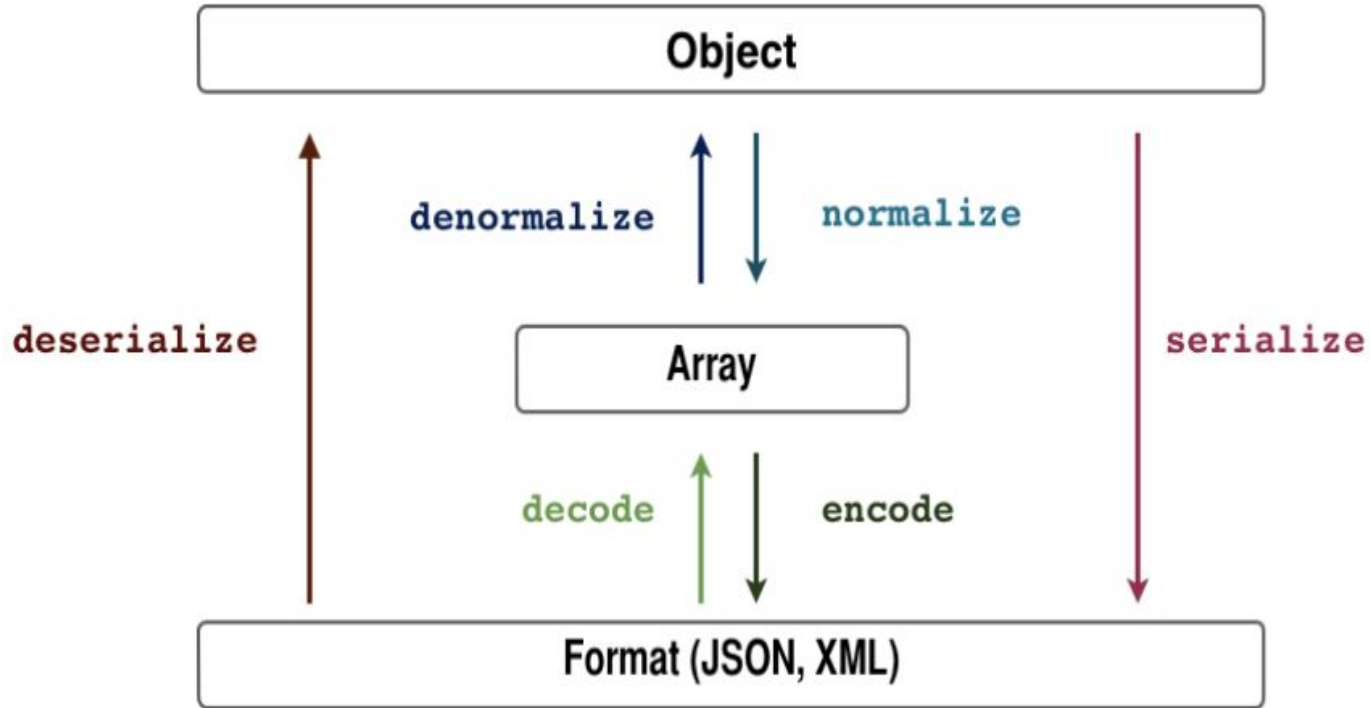 Object
denormalize
normalize
deserialize
Array
serialize
decode
encode
Format (JSON, XML)